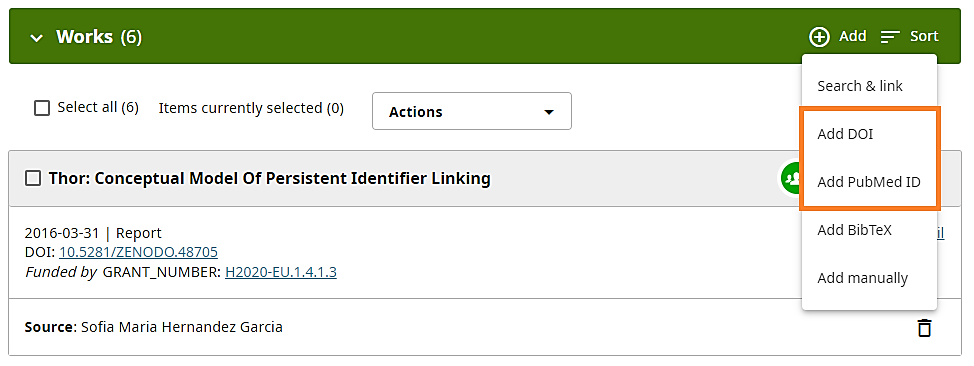 Works (6)
Add
Sort
Search & link
Add DOI
Add PubMed ID
Add BibTeX
Add manually
Select all (6)
Items currently selected (0)
Actions
Thor: Conceptual Model Of Persistent Identifier Linking
2016-03-31 | Report
DOI: 10.5281/ZENODO.48705
Funded by GRANT_NUMBER: H2020-EU.1.4.1.3
Source: Sofia Maria Hernandez Garcia